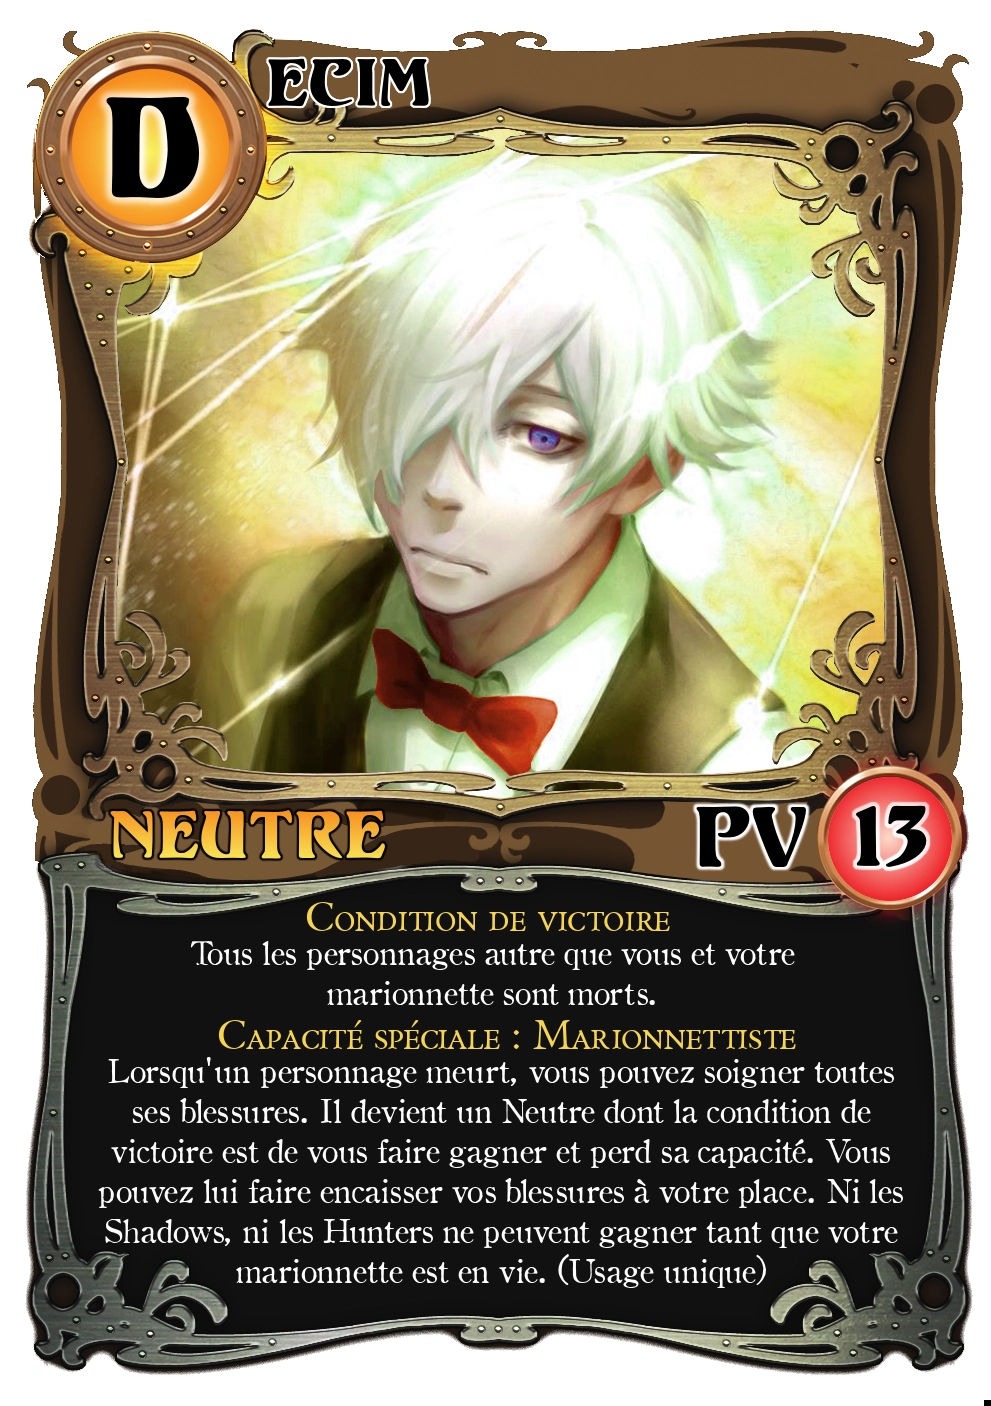 DECIM
NEUTRE PV 13
Condition de victoire
Tous les personnages autre que vous et votre
marionnette sont morts.
Capacité spéciale : Marionnettiste
Lorsqu'un personnage meurt, vous pouvez soigner toutes
ses blessures. Il devient un Neutre dont la condition de
victoire est de vous faire gagner et perd sa capacité. Vous
pouvez lui faire encaisser vos blessures à votre place. Ni les
Shadows, ni les Hunters ne peuvent gagner tant que votre
marionnette est en vie. (Usage unique)